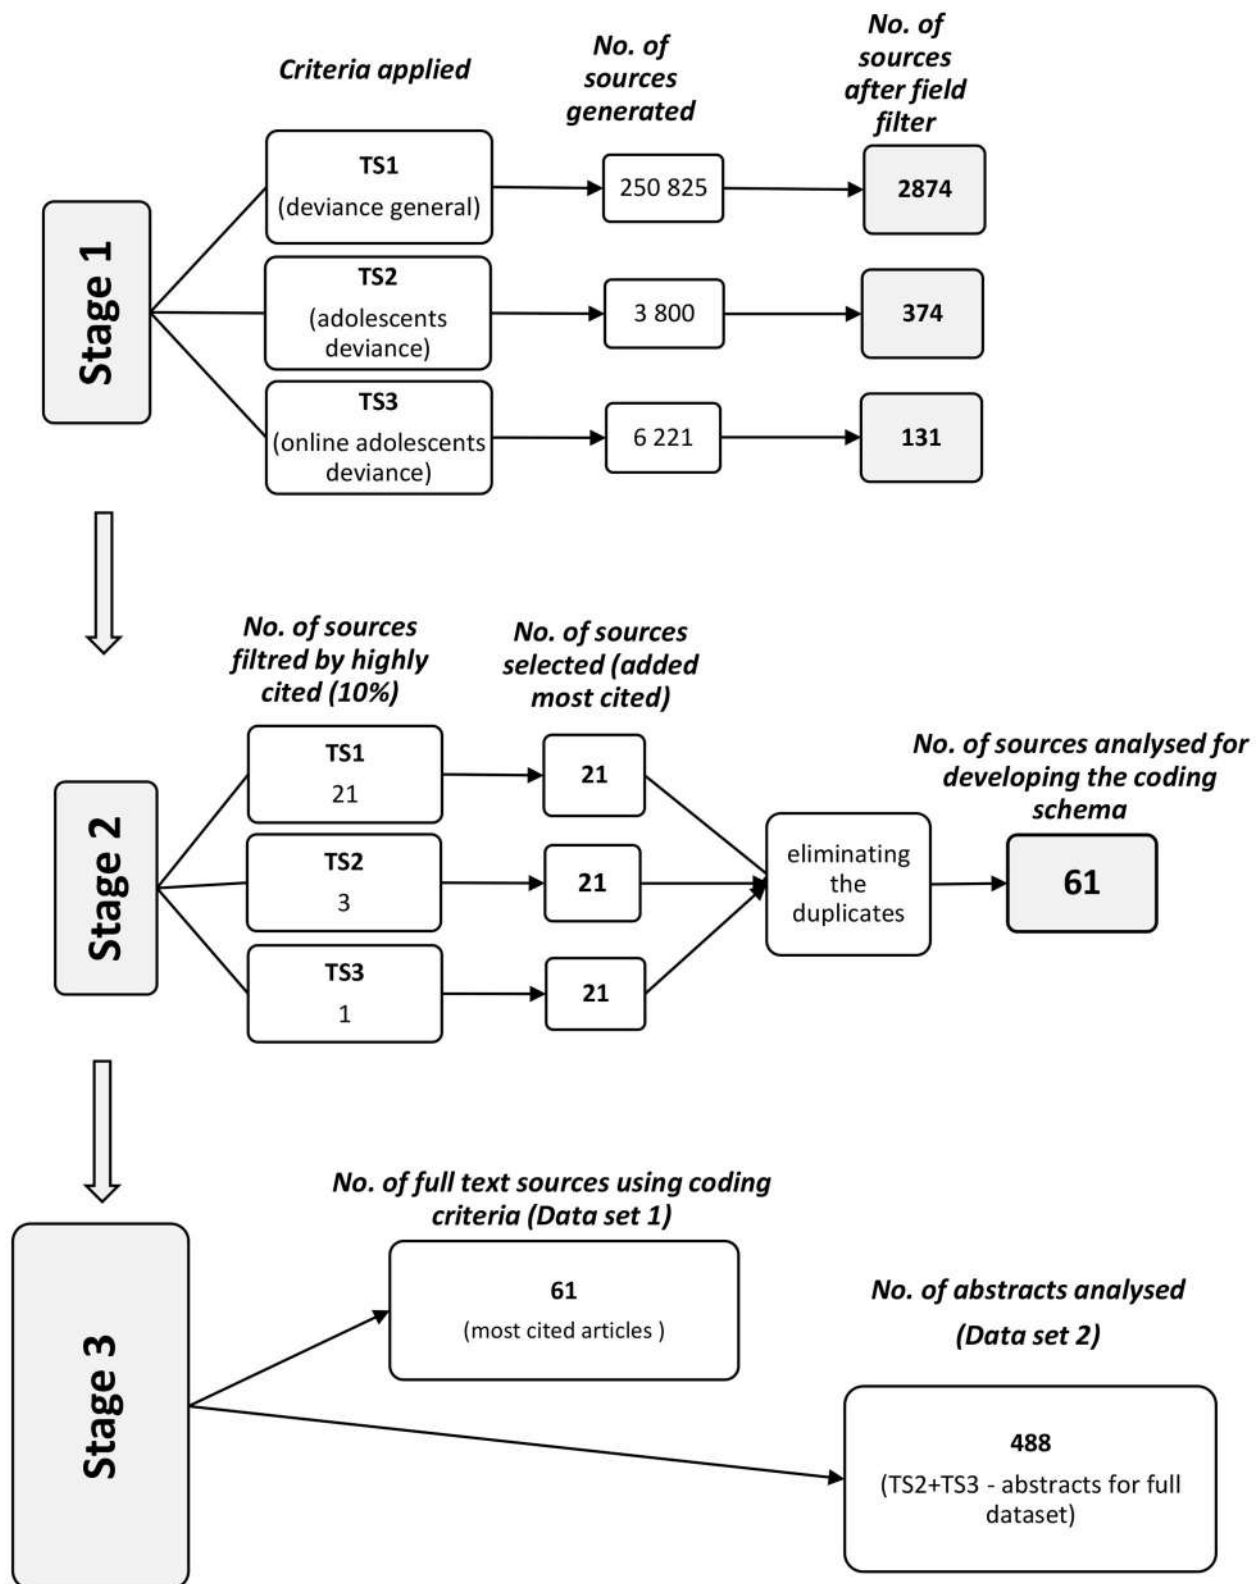 Criteria applied
No. of
sources
generated
No. of
sources
after field
filter
Stage 1
TS1
(deviance general)
250 825
2874
TS2
(adolescents
deviance)
3 800
374
TS3
(online adolescents
deviance)
6 221
131
No. of sources
filtred by highly
cited (10%)
No. of sources
selected (added
most cited)
No. of sources analysed for
developing the coding
schema
Stage 2
TS1
21
21
TS2
3
21
TS3
1
21
eliminating
the
duplicates
61
No. of full text sources using coding
criteria (Data set 1)
Stage 3
61
(most cited articles )
No. of abstracts analysed
(Data set 2)
488
(TS2+TS3 - abstracts for full
dataset)